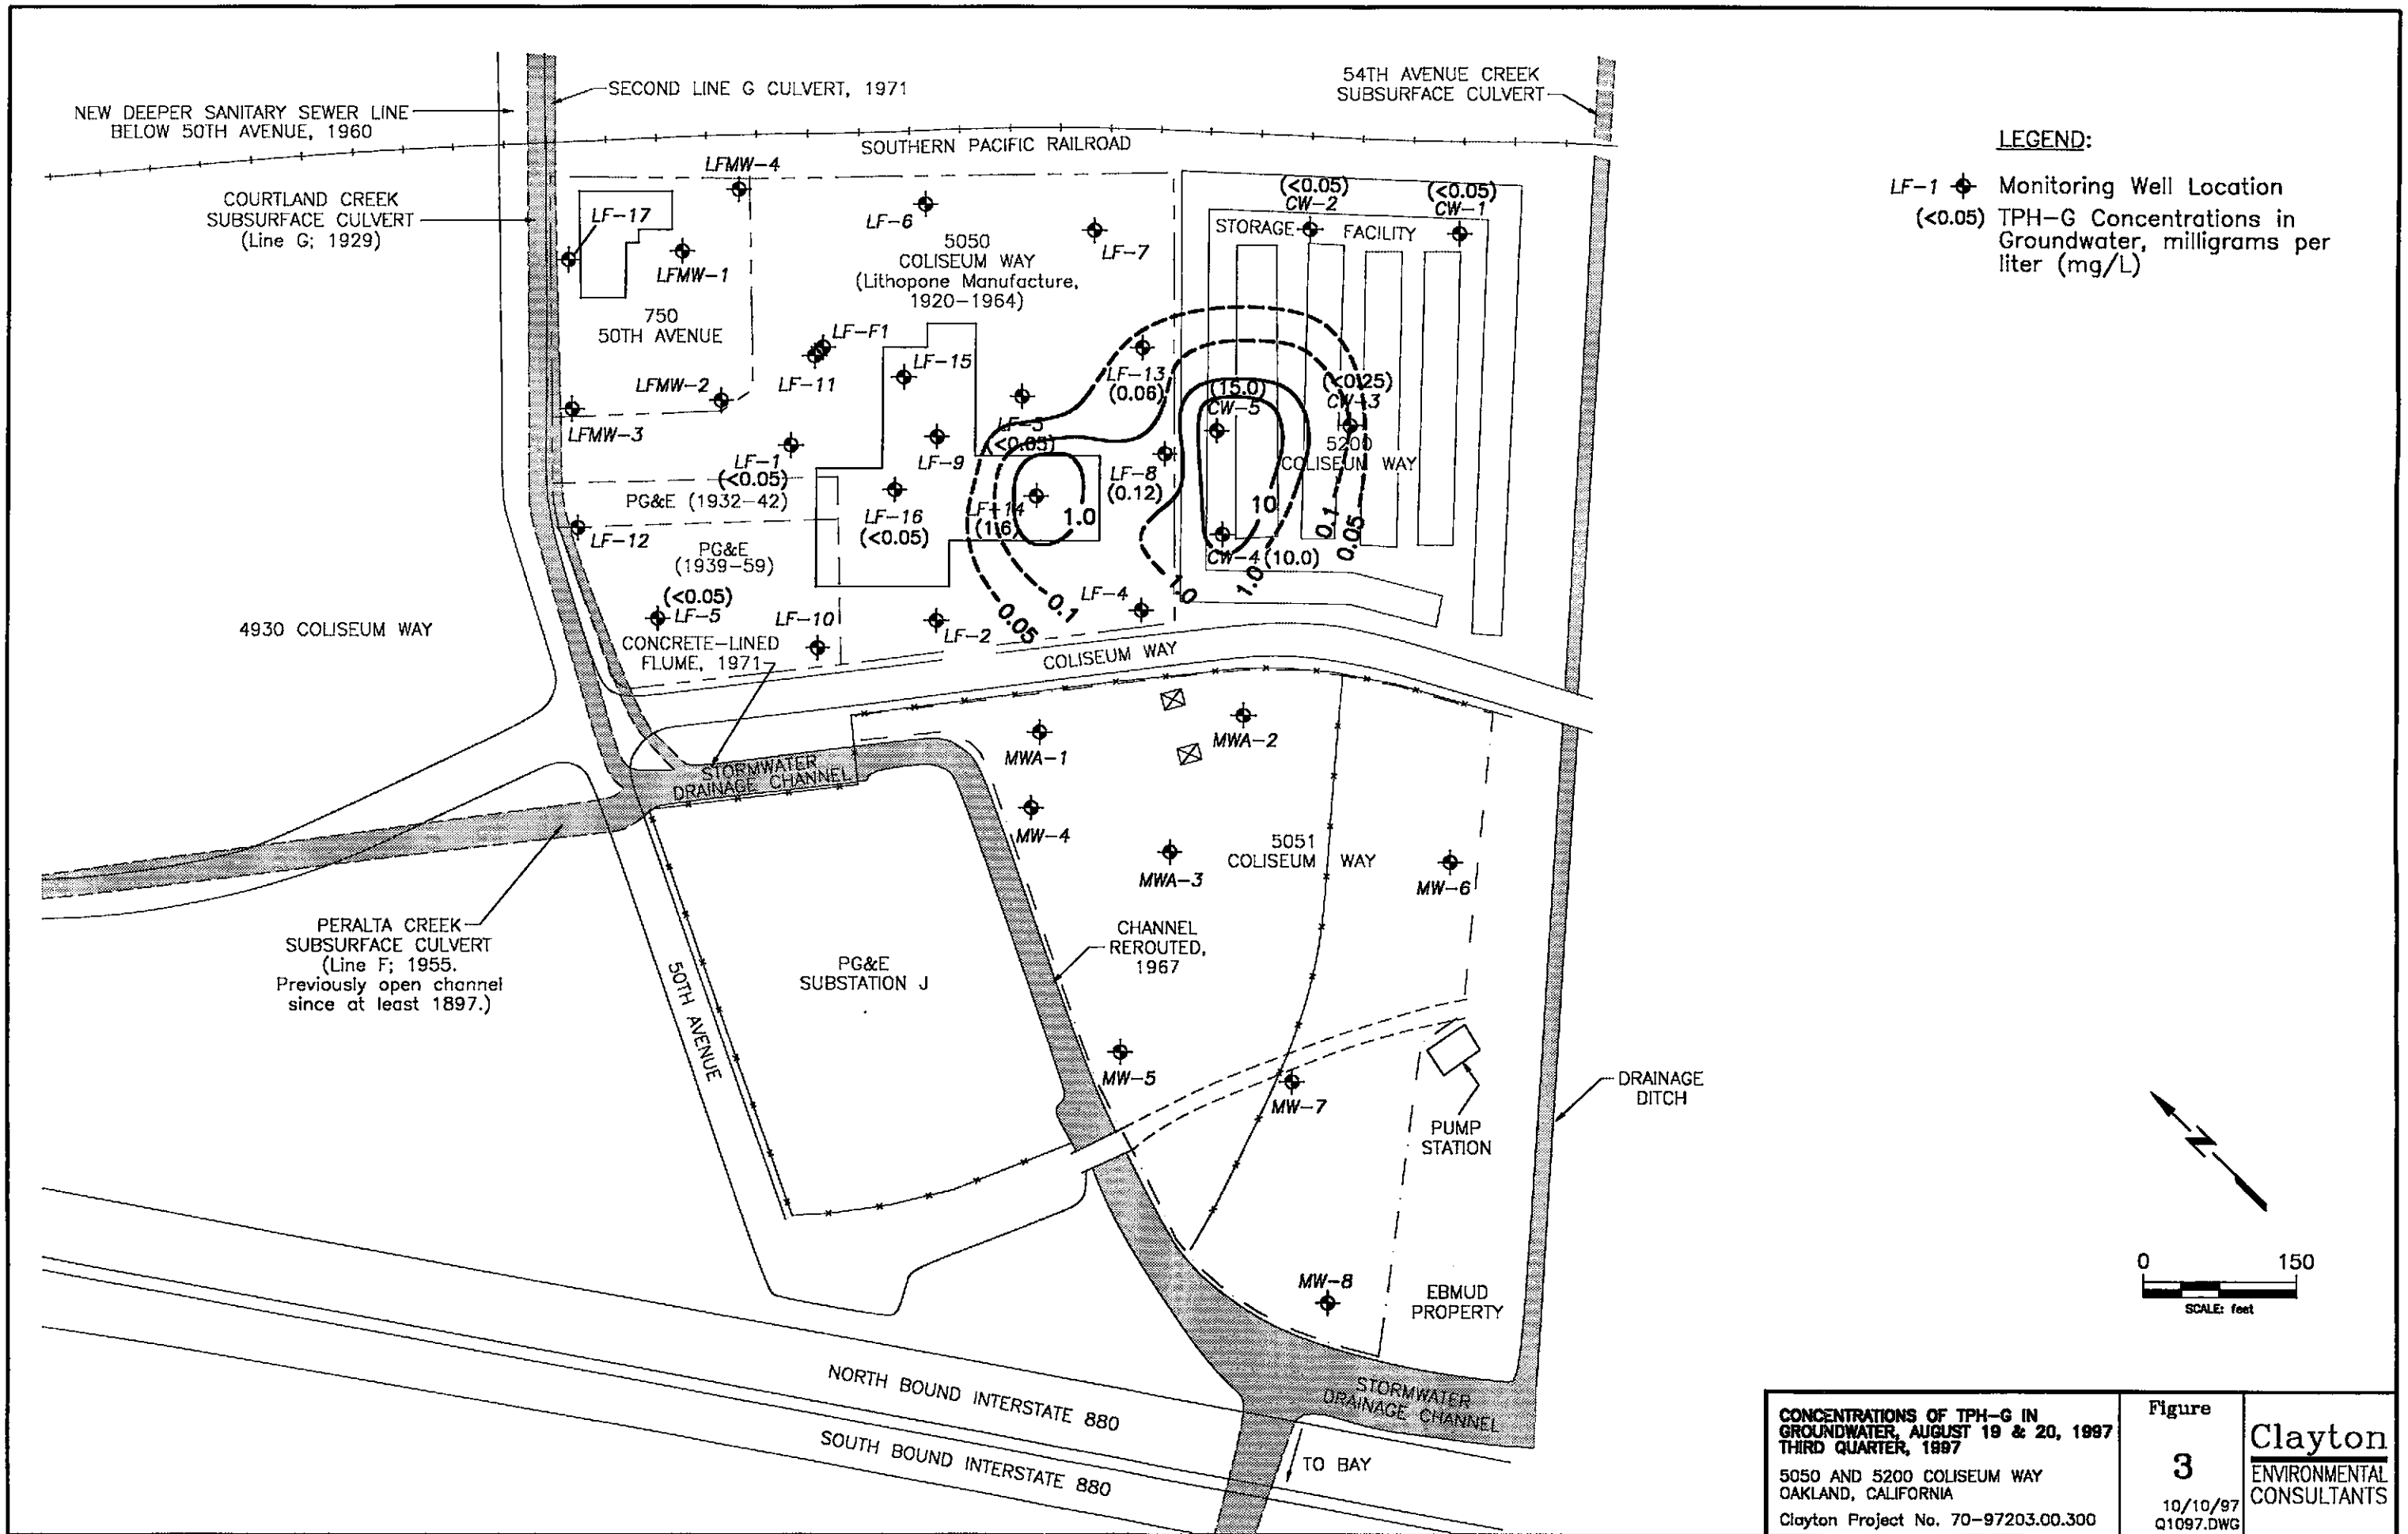 NEW DEEPER SANITARY SEWER LINE
BELOW 50TH AVENUE, 1960
SECOND LINE G CULVERT, 1971
54TH AVENUE CREEK
SUBSURFACE CULVERT
SOUTHERN PACIFIC RAILROAD
COURTLAND CREEK
SUBSURFACE CULVERT
(Line G; 1929)
LEGEND:
LF-1 Monitoring Well Location
(<0.05) TPH-G Concentrations in
Groundwater, milligrams per
liter (mg/L)
LFMW-4
LF-17
LFMW-1
LF-6
LF-7
(<0.05)
CW-2
(<0.05)
CW-1
STORAGE FACILITY
5050
COLISEUM WAY
(Lithopone Manufacture,
1920-1964)
750
50TH AVENUE
LF-F1
LF-11
LF-15
LFMW-2
LFMW-3
LF-13
(0.06)
(15.0)
CW-5
(<0.25)
CW-3
5200
COLISEUM WAY
LF-3
(<0.05)
LF-1
(<0.05)
LF-9
LF-8
(0.12)
PG&E (1932-42)
LF-16
(<0.05)
LF-14
(1.6)
1.0
10
0.1
0.05
LF-12
PG&E
(1939-59)
CW-4 (10.0)
1.0
1.0
0.1
0.05
LF-4
(<0.05)
LF-5
LF-10
LF-2
4930 COLISEUM WAY
CONCRETE-LINED
FLUME, 1971
COLISEUM WAY
MWA-1
MWA-2
STORMWATER
DRAINAGE CHANNEL
MW-4
MWA-3
5051
COLISEUM WAY
MW-6
PERALTA CREEK
SUBSURFACE CULVERT
(Line F; 1955.
Previously open channel
since at least 1897.)
CHANNEL
REROUTED,
1967
PG&E
SUBSTATION J
50TH AVENUE
MW-5
MW-7
DRAINAGE
DITCH
PUMP
STATION
N
0 150
SCALE: feet
MW-8
EBMUD
PROPERTY
NORTH BOUND INTERSTATE 880
SOUTH BOUND INTERSTATE 880
STORMWATER
DRAINAGE CHANNEL
TO BAY
CONCENTRATIONS OF TPH-G IN
GROUNDWATER, AUGUST 19 & 20, 1997
THIRD QUARTER, 1997
5050 AND 5200 COLISEUM WAY
OAKLAND, CALIFORNIA
Clayton Project No. 70-97203.00.300
Figure
3
10/10/97
Q1097.DWG
Clayton
ENVIRONMENTAL
CONSULTANTS